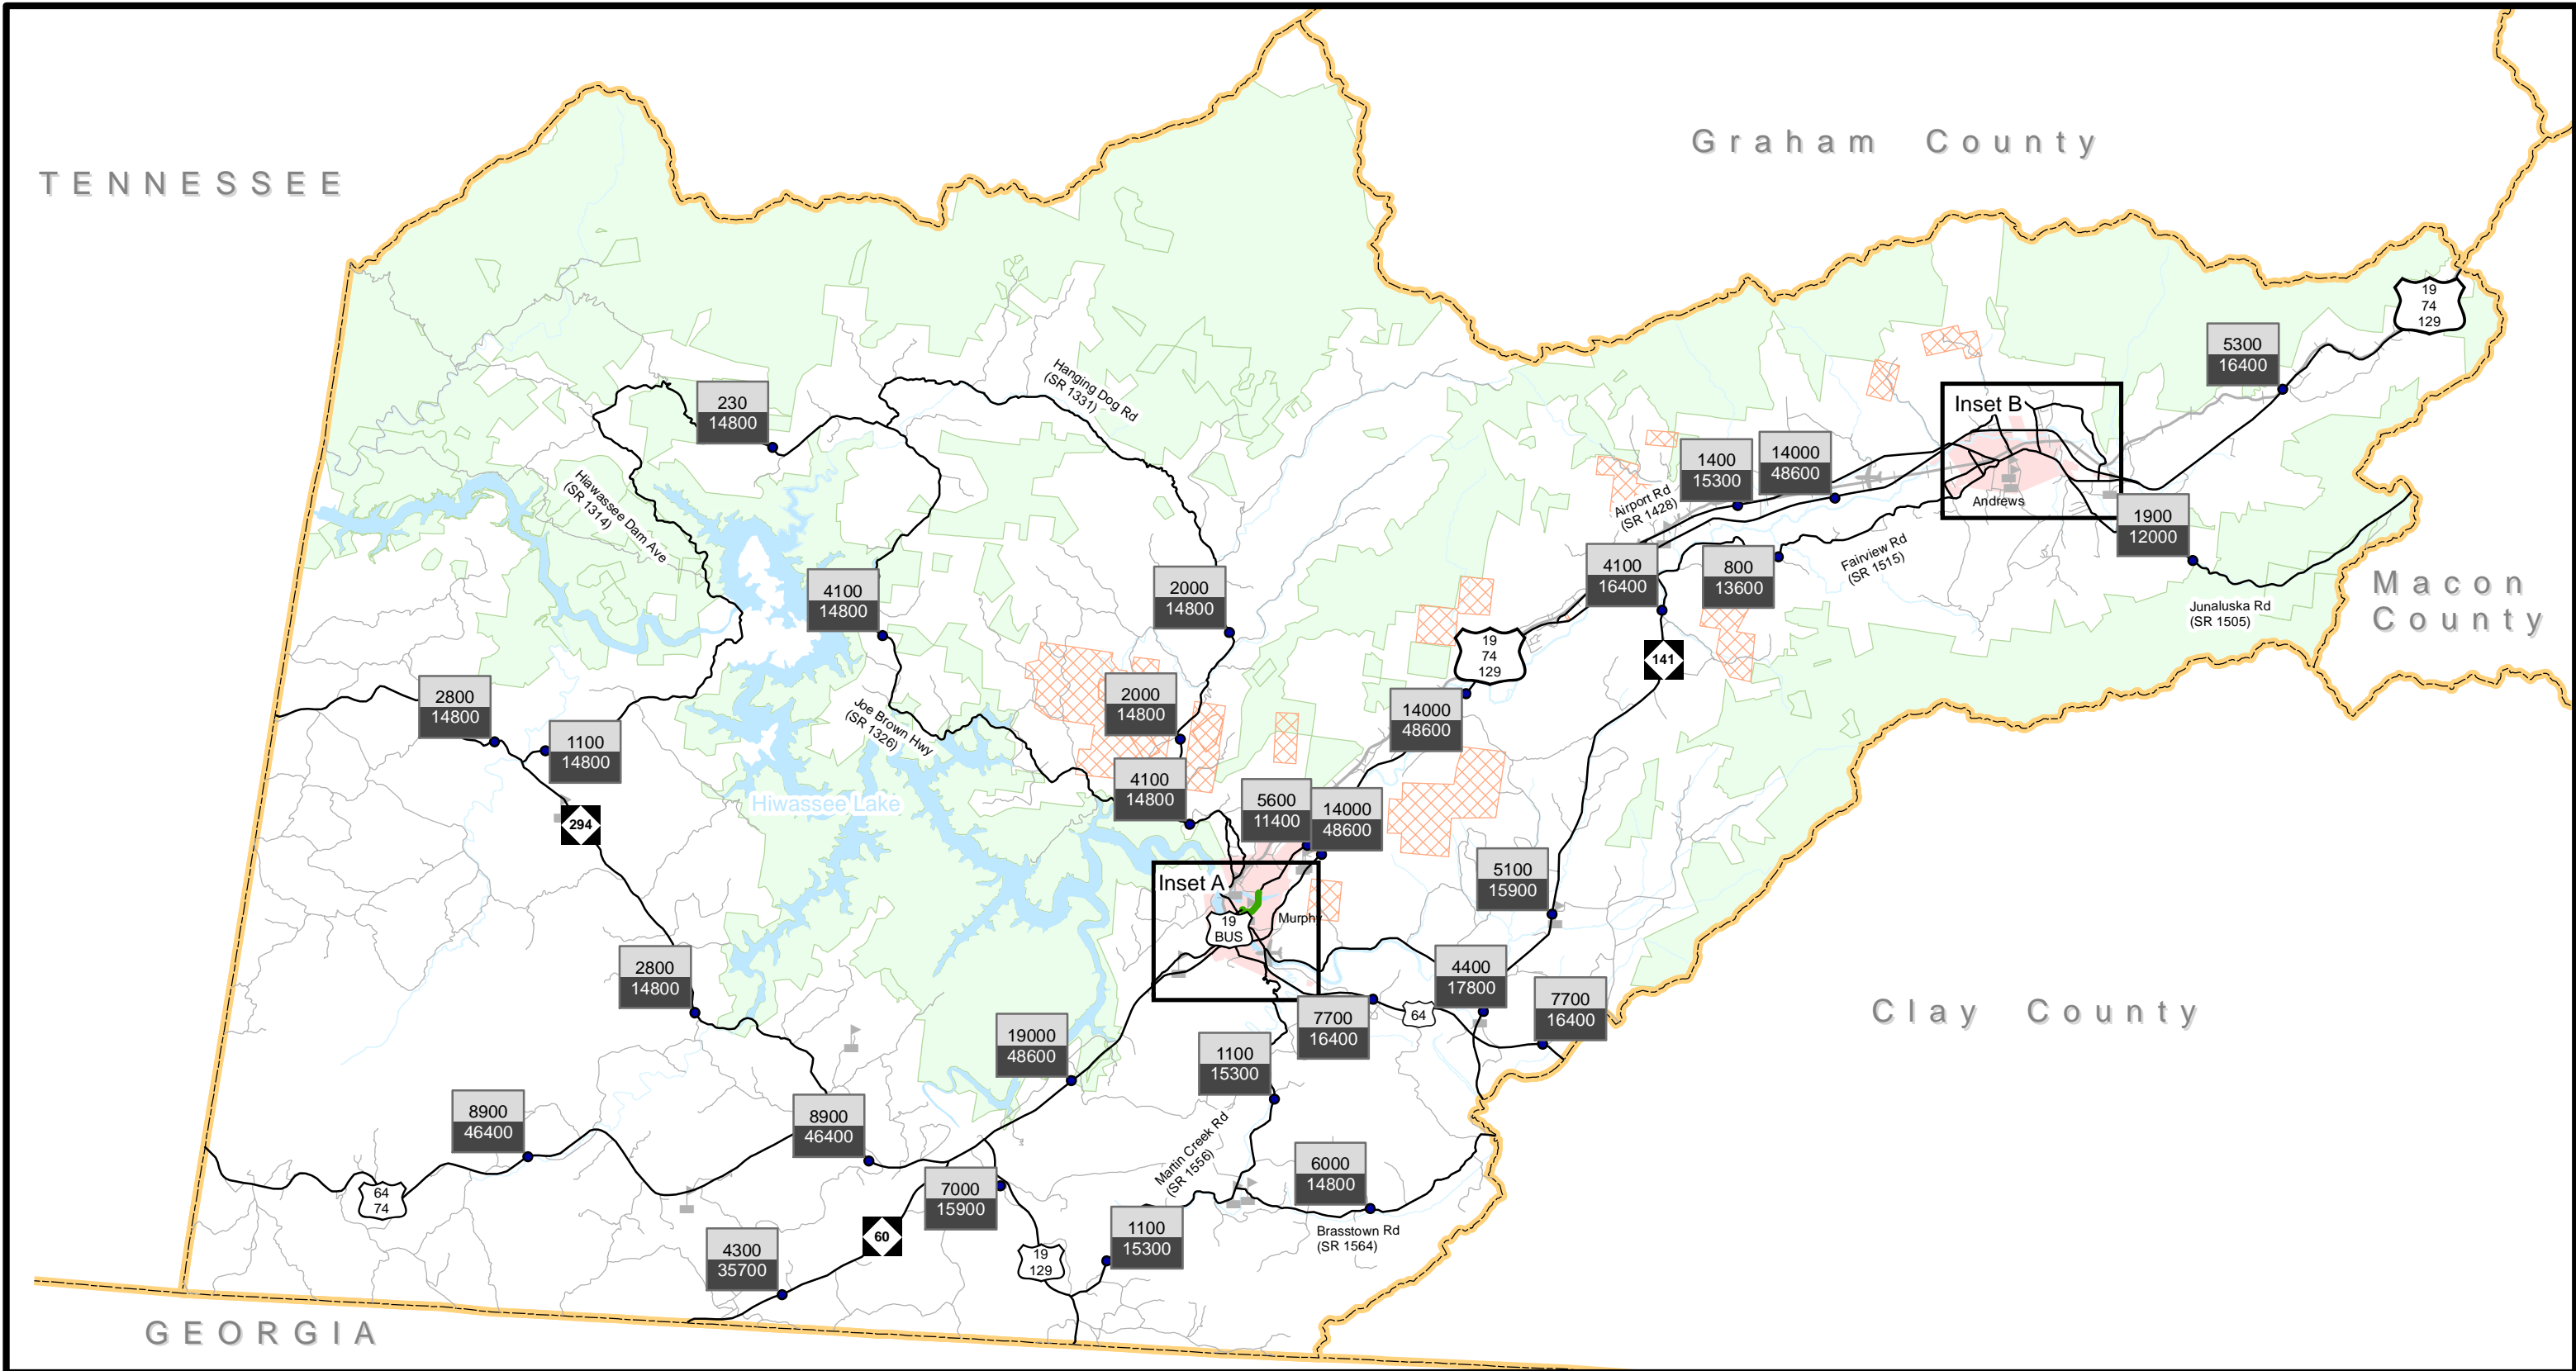 TENNESSEE
Graham County
19
74
129
5300
16400
Inset B
Andrews
230
14800
Hanging Dog Rd
(SR 1331)
1400
15300
14000
48600
Airport Rd
(SR 1428)
Hiawassee Dam Ave
(SR 1314)
1900
12000
Fairview Rd
(SR 1515)
4100
16400
800
13600
4100
14800
2000
14800
Macon
County
Junaluska Rd
(SR 1505)
19
74
129
141
2800
14800
2000
14800
14000
48600
Joe Brown Hwy
(SR 1326)
1100
14800
4100
14800
5600
11400
14000
48600
Hiwassee Lake
294
5100
15900
Inset A
Murphy
19
BUS
2800
14800
4400
17800
7700
16400
64
7700
16400
Clay County
19000
48600
1100
15300
8900
46400
8900
46400
Martin Creek Rd
(SR 1556)
6000
14800
64
74
7000
15900
1100
15300
Brasstown Rd
(SR 1564)
60
4300
35700
19
129
GEORGIA